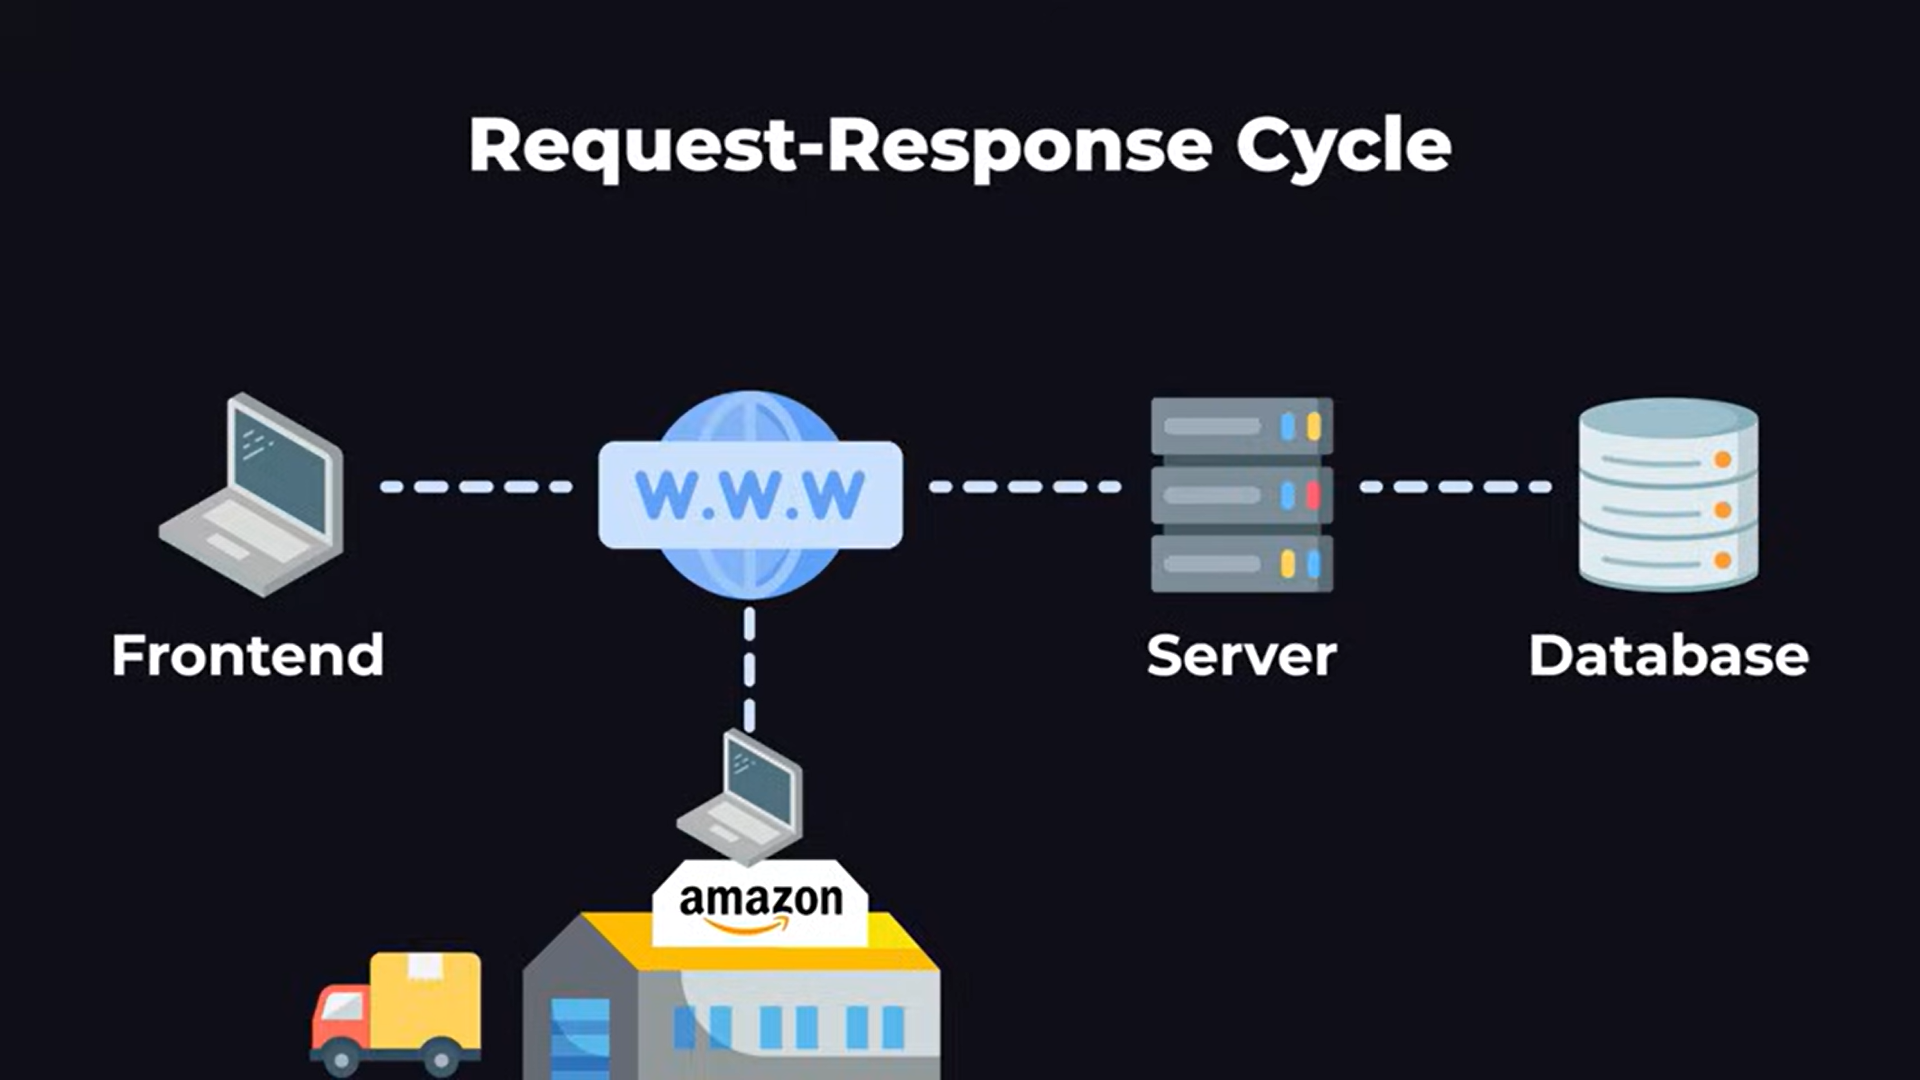 Request-Response Cycle
W.W.W
Frontend
Server
Database
amazon